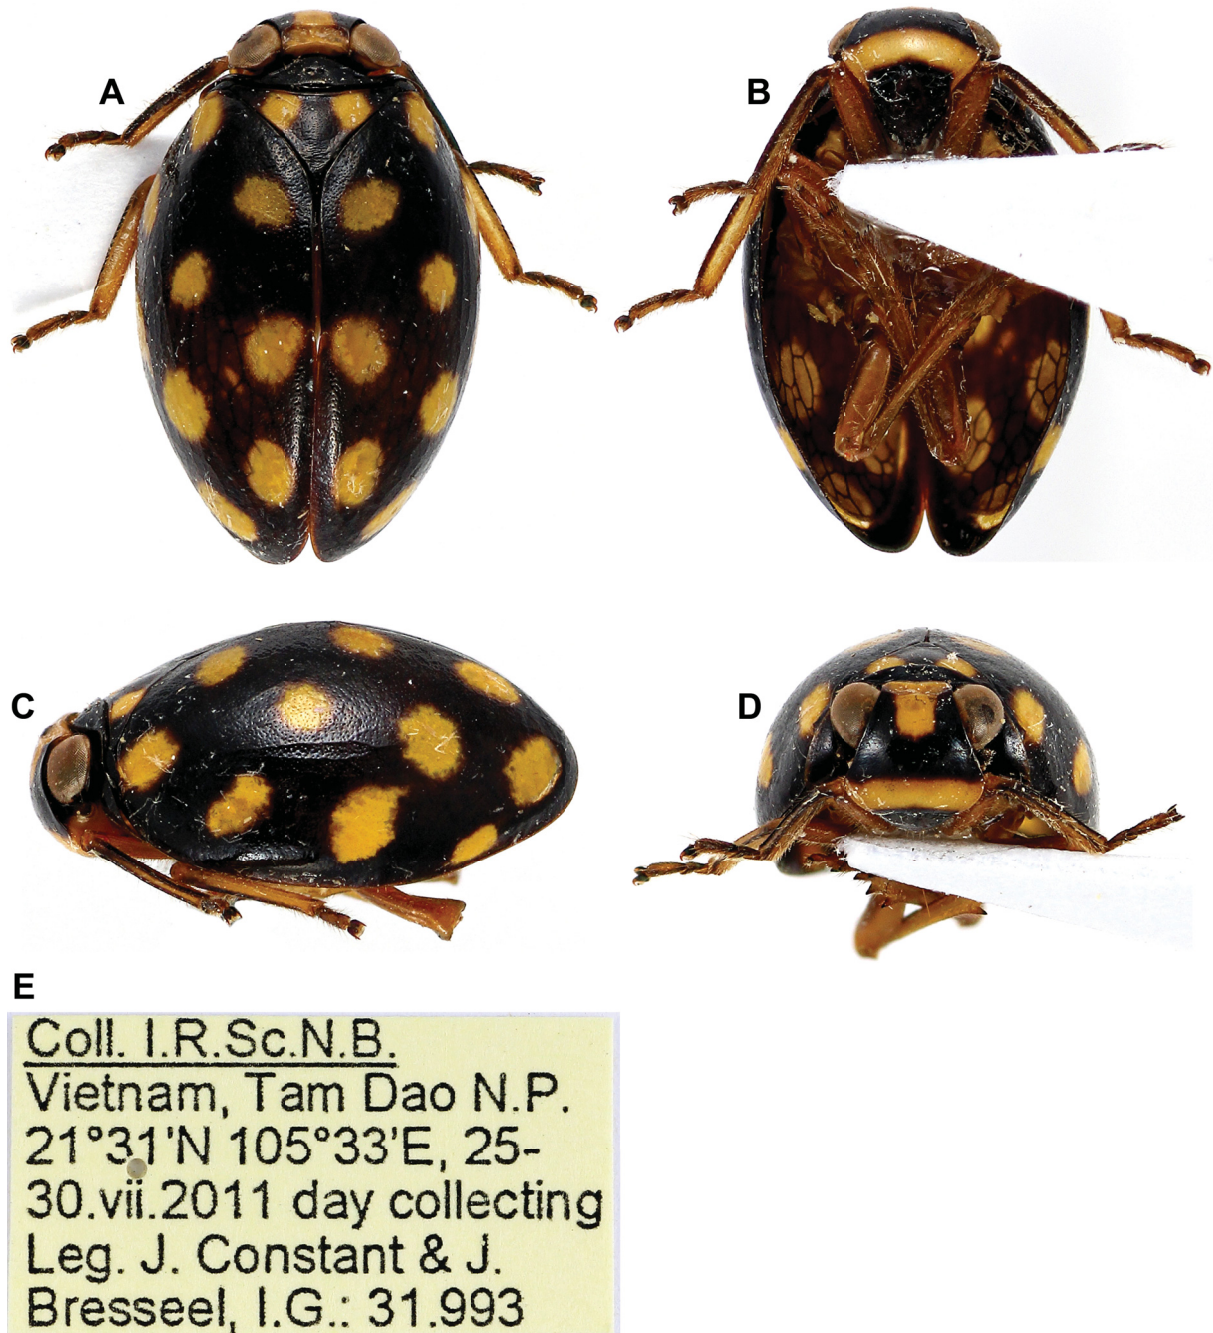 A
B
C
D
E
Coll. I.R.Sc.N.B.
Vietnam, Tam Dao N.P.
21°31'N 105°33'E, 25-
30.vii.2011 day collecting
Leg. J. Constant & J.
Bresseel, I.G.: 31.993